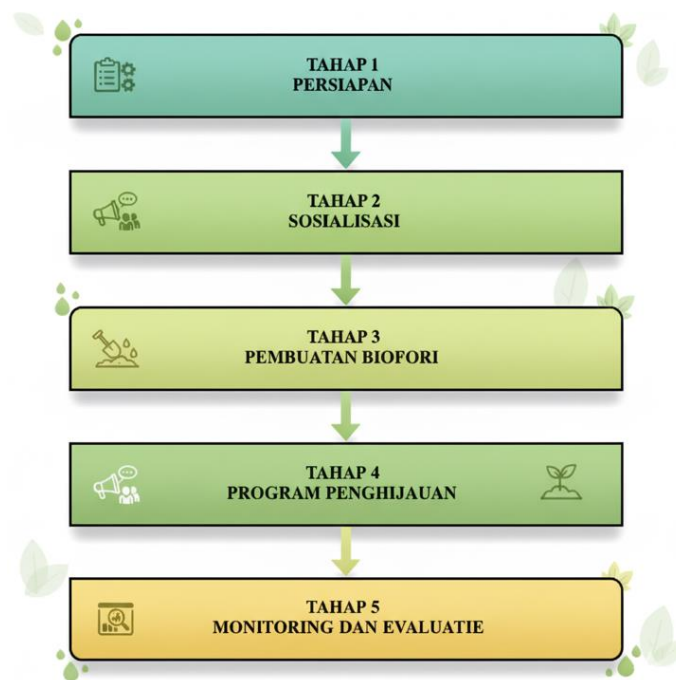 TAHAP 1
PERSIAPAN
TAHAP 2
SOSIALISASI
TAHAP 3
PEMBUATAN BIOFORI
TAHAP 4
PROGRAM PENGHIJAUAN
TAHAP 5
MONITORING DAN EVALUATIE